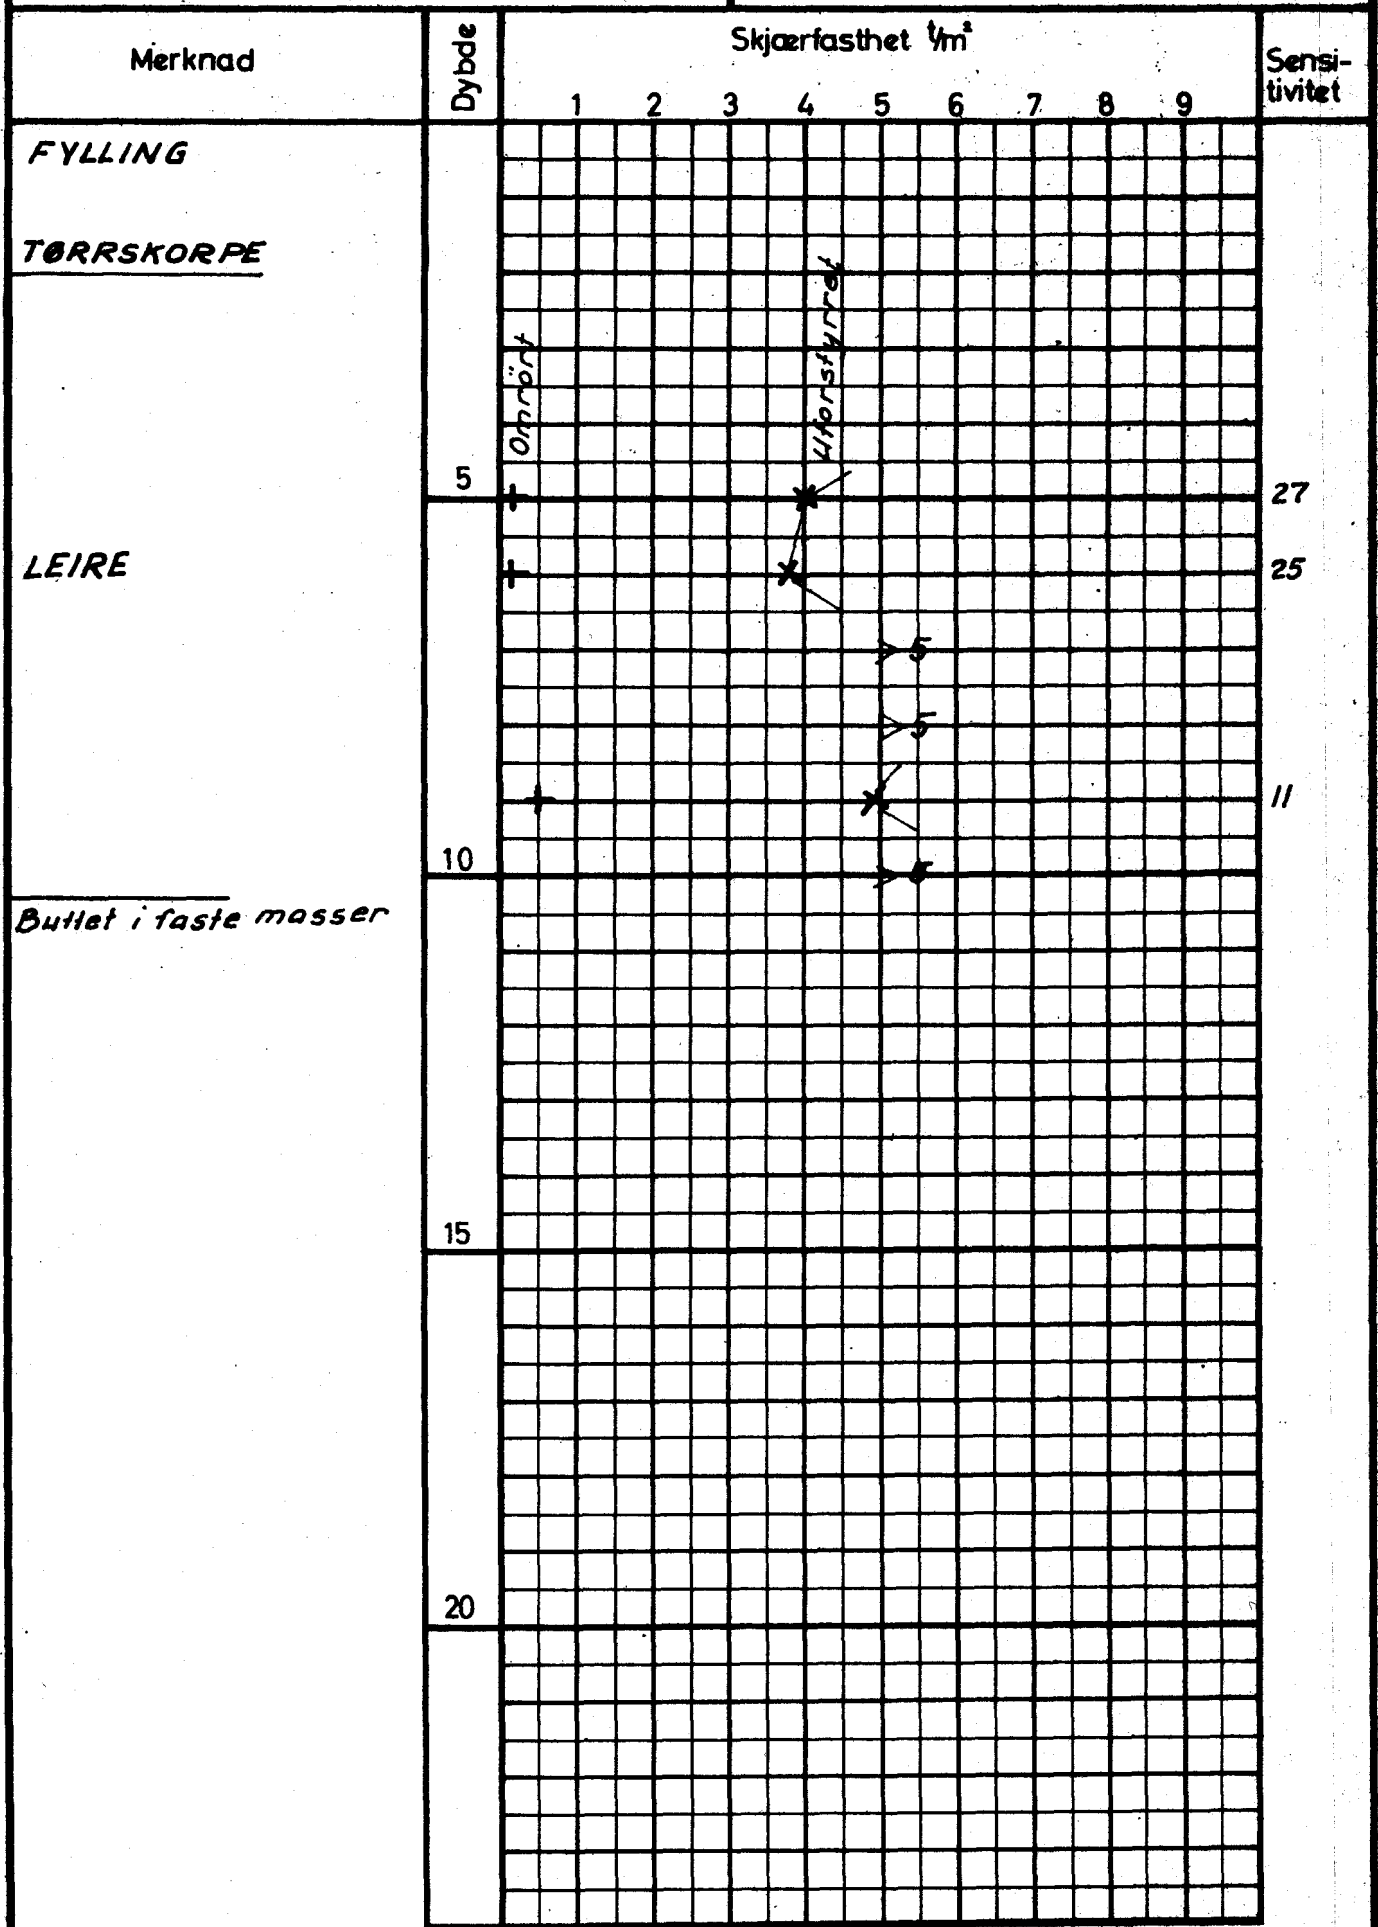 Merknad
Dybde
Skjærfasthet t/m²
Sensi-
tivitet
1 2 3 4 5 6 7 8 9
FYLLING
TØRRSKORPE
Omrört
Uforstyrret
5
27
LEIRE
25
> 5
> 5
11
10
> 5
Buttet i faste masser
15
20